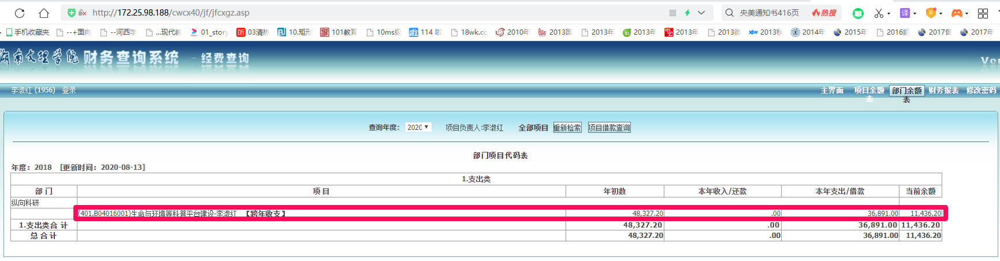 http://172.25.98.188/cwcx40/jf/jfcxgz.asp
央美通知书416页
热搜
译
手机收藏夹 --+面向 --河西学 ...现代教 01_story 03清热 10.矩形 101教育 10ms级 114 啦 18wk.co 2010年 2013国 2013年 2013年 2013年 2013微 2013秋 2014年 2015年 2016凯 2017曹 2017年
湖南文理学院 财务查询系统 - 经费查询
Ver
李淑红 (1956) 登录
主界面 项目余额表 部门余额表 财务报表 修改密码
查询年度： 2020 项目负责人:李淑红 全部项目 重新检索 项目借款查询
部门项目代码表
年度：2018 [更新时间：2020-08-13]
1.支出类
部 门 项 目 年初数 本年收入/还款 本年支出/借款 当前余额
纵向科研
(401,B04016001)生命与环境等科普平台建设-李淑红 【跨年收支】 48,327.20 .00 36,891.00 11,436.20
1.支出类合 计 48,327.20 .00 36,891.00 11,436.20
总 合 计 48,327.20 .00 36,891.00 11,436.20